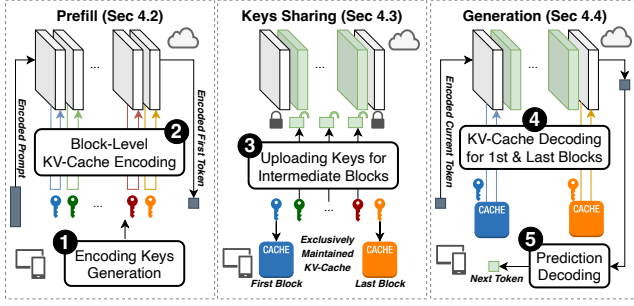 Prefill (Sec 4.2)
...
...
Encoded Prompt
Encoded First Token
2
Block-Level
KV-Cache Encoding
...
1
Encoding Keys
Generation
Keys Sharing (Sec 4.3)
...
...
3
Uploading Keys for
Intermediate Blocks
...
CACHE
First Block
Exclusively
Maintained
KV-Cache
CACHE
Last Block
Generation (Sec 4.4)
...
Encoded Current Token
4
KV-Cache Decoding
for 1st & Last Blocks
CACHE
CACHE
5
Prediction
Decoding
Next Token